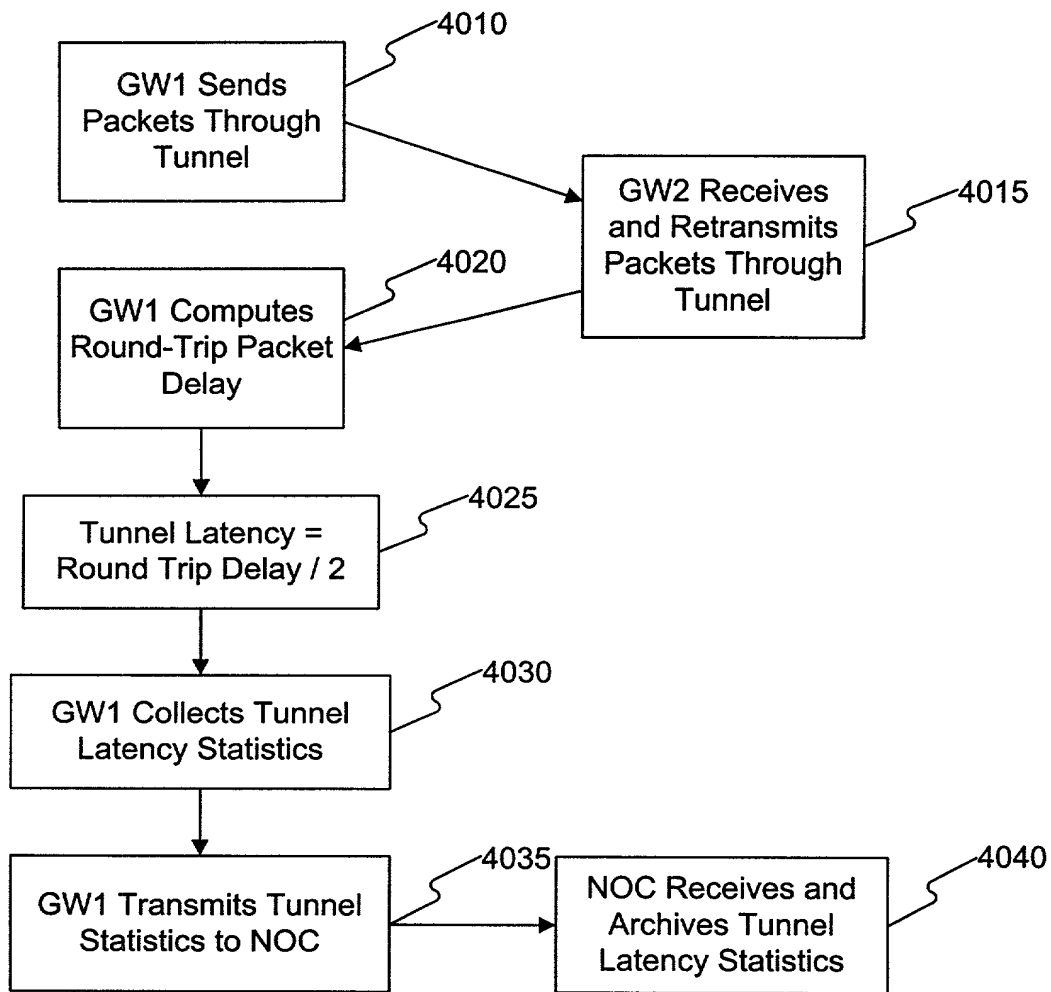 4010
GW1 Sends
Packets Through
Tunnel
4015
GW2 Receives
and Retransmits
Packets Through
Tunnel
4020
GW1 Computes
Round-Trip Packet
Delay
4025
Tunnel Latency =
Round Trip Delay / 2
4030
GW1 Collects Tunnel
Latency Statistics
4035
GW1 Transmits Tunnel
Statistics to NOC
4040
NOC Receives and
Archives Tunnel
Latency Statistics